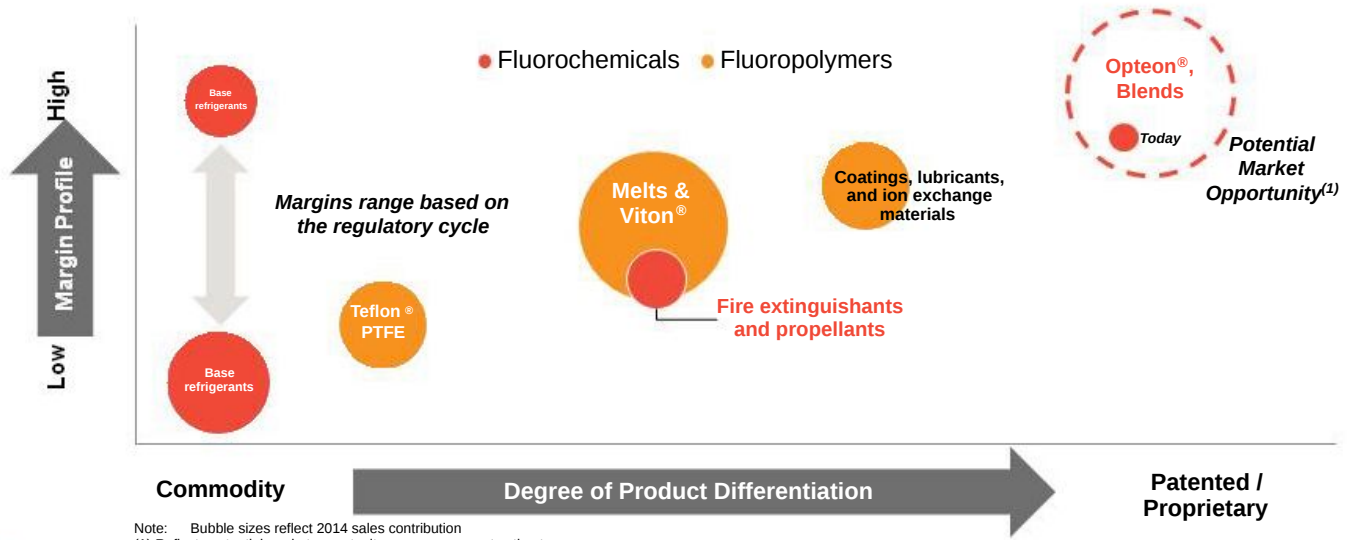 Fluorochemicals
Fluoropolymers
High
Margin Profile
Low
Base
refrigerants
Margins range based on
the regulatory cycle
Base
refrigerants
Teflon ®
PTFE
Melts &
Viton®
Fire extinguishants
and propellants
Coatings, lubricants,
and ion exchange
materials
Opteon®,
Blends
Today
Potential
Market
Opportunity(1)
Commodity
Degree of Product Differentiation
Patented /
Proprietary
Note: Bubble sizes reflect 2014 sales contribution